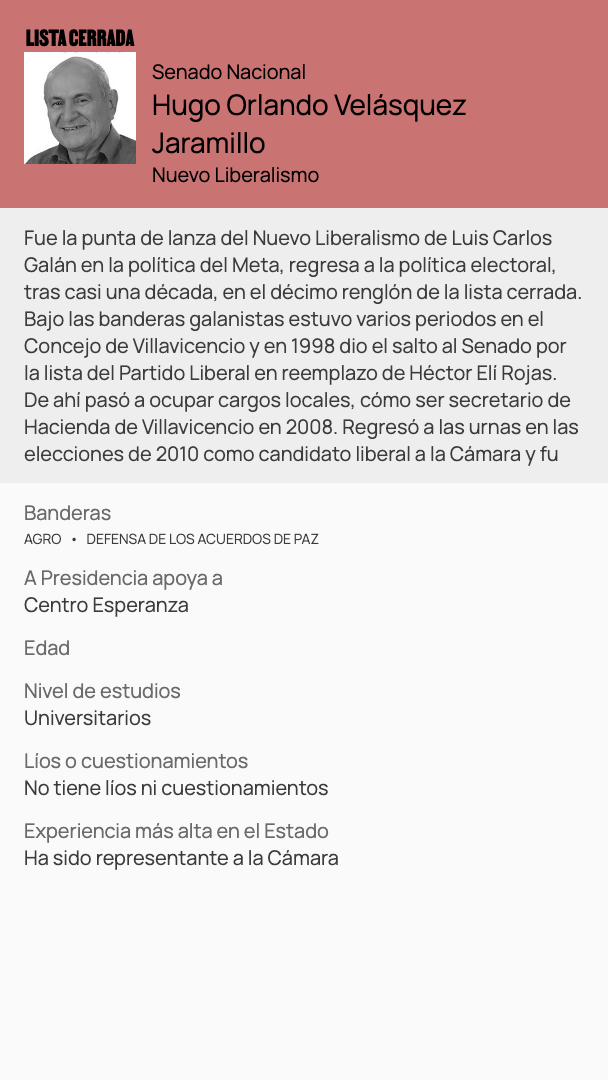 LISTA CERRADA
Senado Nacional
Hugo Orlando Velásquez
Jaramillo
Nuevo Liberalismo
Fue la punta de lanza del Nuevo Liberalismo de Luis Carlos
Galán en la política del Meta, regresa a la política electoral,
tras casi una década, en el décimo renglón de la lista cerrada.
Bajo las banderas galanistas estuvo varios periodos en el
Concejo de Villavicencio y en 1998 dio el salto al Senado por
la lista del Partido Liberal en reemplazo de Héctor Elí Rojas.
De ahí pasó a ocupar cargos locales, cómo ser secretario de
Hacienda de Villavicencio en 2008. Regresó a las urnas en las
elecciones de 2010 como candidato liberal a la Cámara y fu
Banderas
AGRO • DEFENSA DE LOS ACUERDOS DE PAZ
A Presidencia apoya a
Centro Esperanza
Edad
Nivel de estudios
Universitarios
Líos o cuestionamientos
No tiene líos ni cuestionamientos
Experiencia más alta en el Estado
Ha sido representante a la Cámara